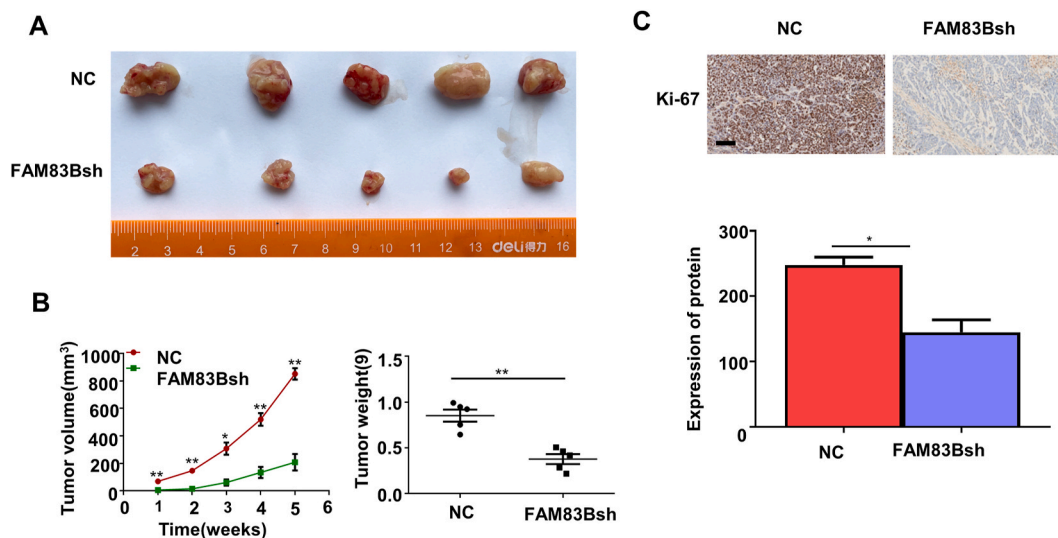 A
NC
FAM83Bsh
2 3 4 5 6 7 8 9 10 11 12 13 deli得力 16
B
NC
FAM83Bsh
Tumor volume(mm³)
1000
800
600
400
200
0
** ** * ** **
0 1 2 3 4 5 6
Time(weeks)
Tumor weight(9)
1.5
1.0
0.5
0.0
**
NC FAM83Bsh
C
NC FAM83Bsh
Ki-67
Expression of protein
300
200
100
0
*
NC FAM83Bsh